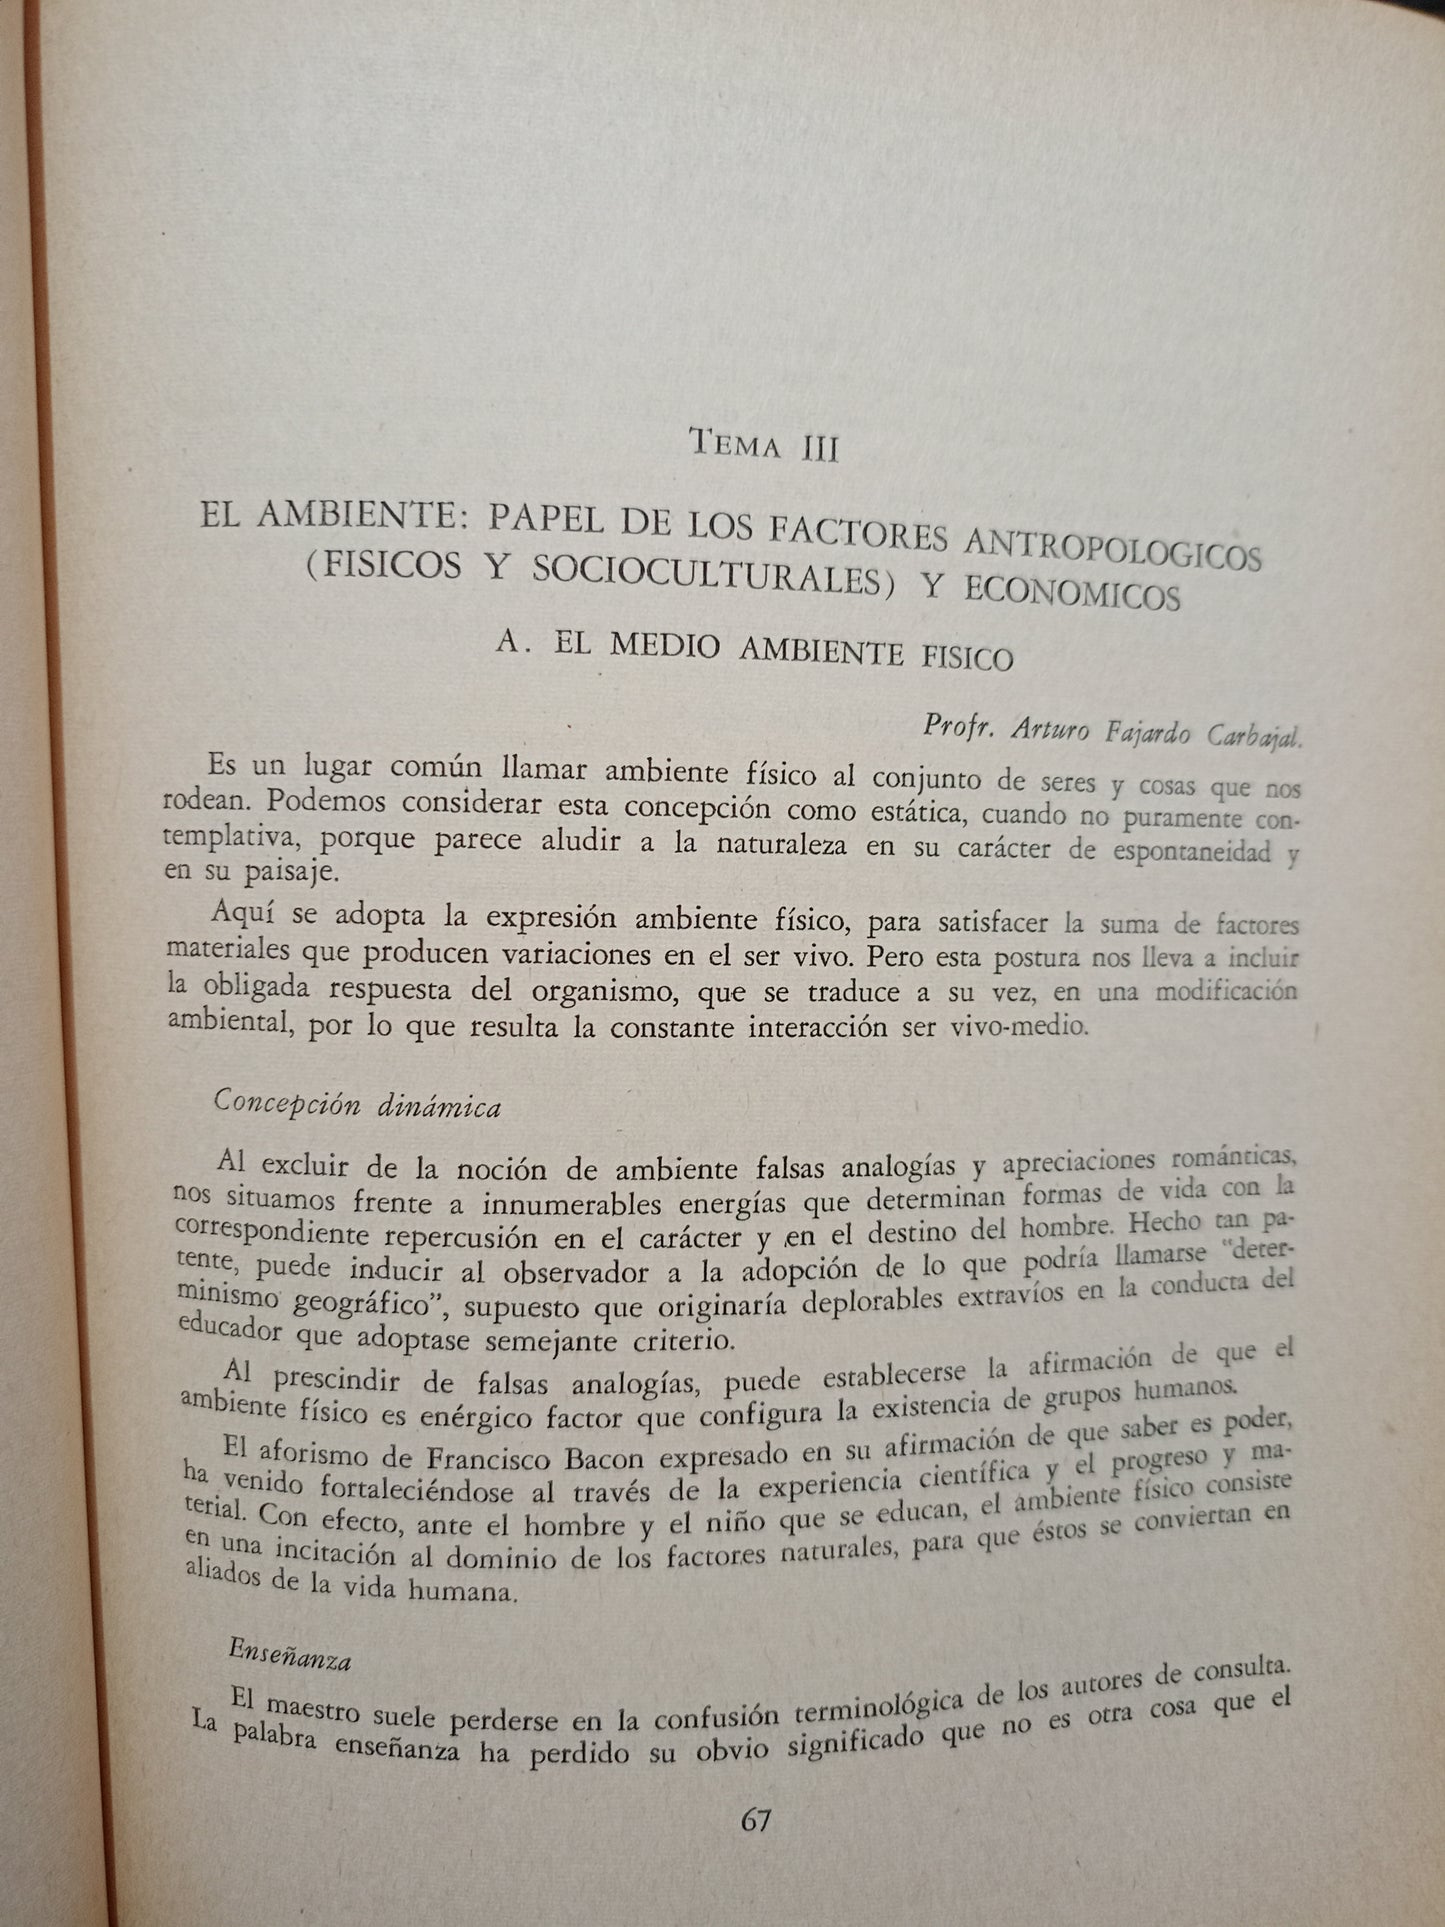 TEMA III
EL AMBIENTE: PAPEL DE LOS FACTORES ANTROPOLOGICOS
(FISICOS Y SOCIOCULTURALES) Y ECONOMICOS
A. EL MEDIO AMBIENTE FISICO
Profr. Arturo Fajardo Carbajal.
Es un lugar común llamar ambiente físico al conjunto de seres y cosas que nos
rodean. Podemos considerar esta concepción como estática, cuando no puramente con-
templativa, porque parece aludir a la naturaleza en su carácter de espontaneidad y
en su paisaje.
Aquí se adopta la expresión ambiente físico, para satisfacer la suma de factores
materiales que producen variaciones en el ser vivo. Pero esta postura nos lleva a incluir
la obligada respuesta del organismo, que se traduce a su vez, en una modificación
ambiental, por lo que resulta la constante interacción ser vivo-medio.
Concepción dinámica
Al excluir de la noción de ambiente falsas analogías y apreciaciones románticas,
nos situamos frente a innumerables energías que determinan formas de vida con la
correspondiente repercusión en el carácter y en el destino del hombre. Hecho tan pa-
tente, puede inducir al observador a la adopción de lo que podría llamarse "deter-
minismo geográfico", supuesto que originaría deplorables extravíos en la conducta del
educador que adoptase semejante criterio.
Al prescindir de falsas analogías, puede establecerse la afirmación de que el
ambiente físico es enérgico factor que configura la existencia de grupos humanos.
El aforismo de Francisco Bacon expresado en su afirmación de que saber es poder,
ha venido fortaleciéndose al través de la experiencia científica y el progreso y ma-
terial. Con efecto, ante el hombre y el niño que se educan, el ambiente físico consiste
en una incitación al dominio de los factores naturales, para que éstos se conviertan en
aliados de la vida humana.
Enseñanza
El maestro suele perderse en la confusión terminológica de los autores de consulta.
La palabra enseñanza ha perdido su obvio significado que no es otra cosa que el
67